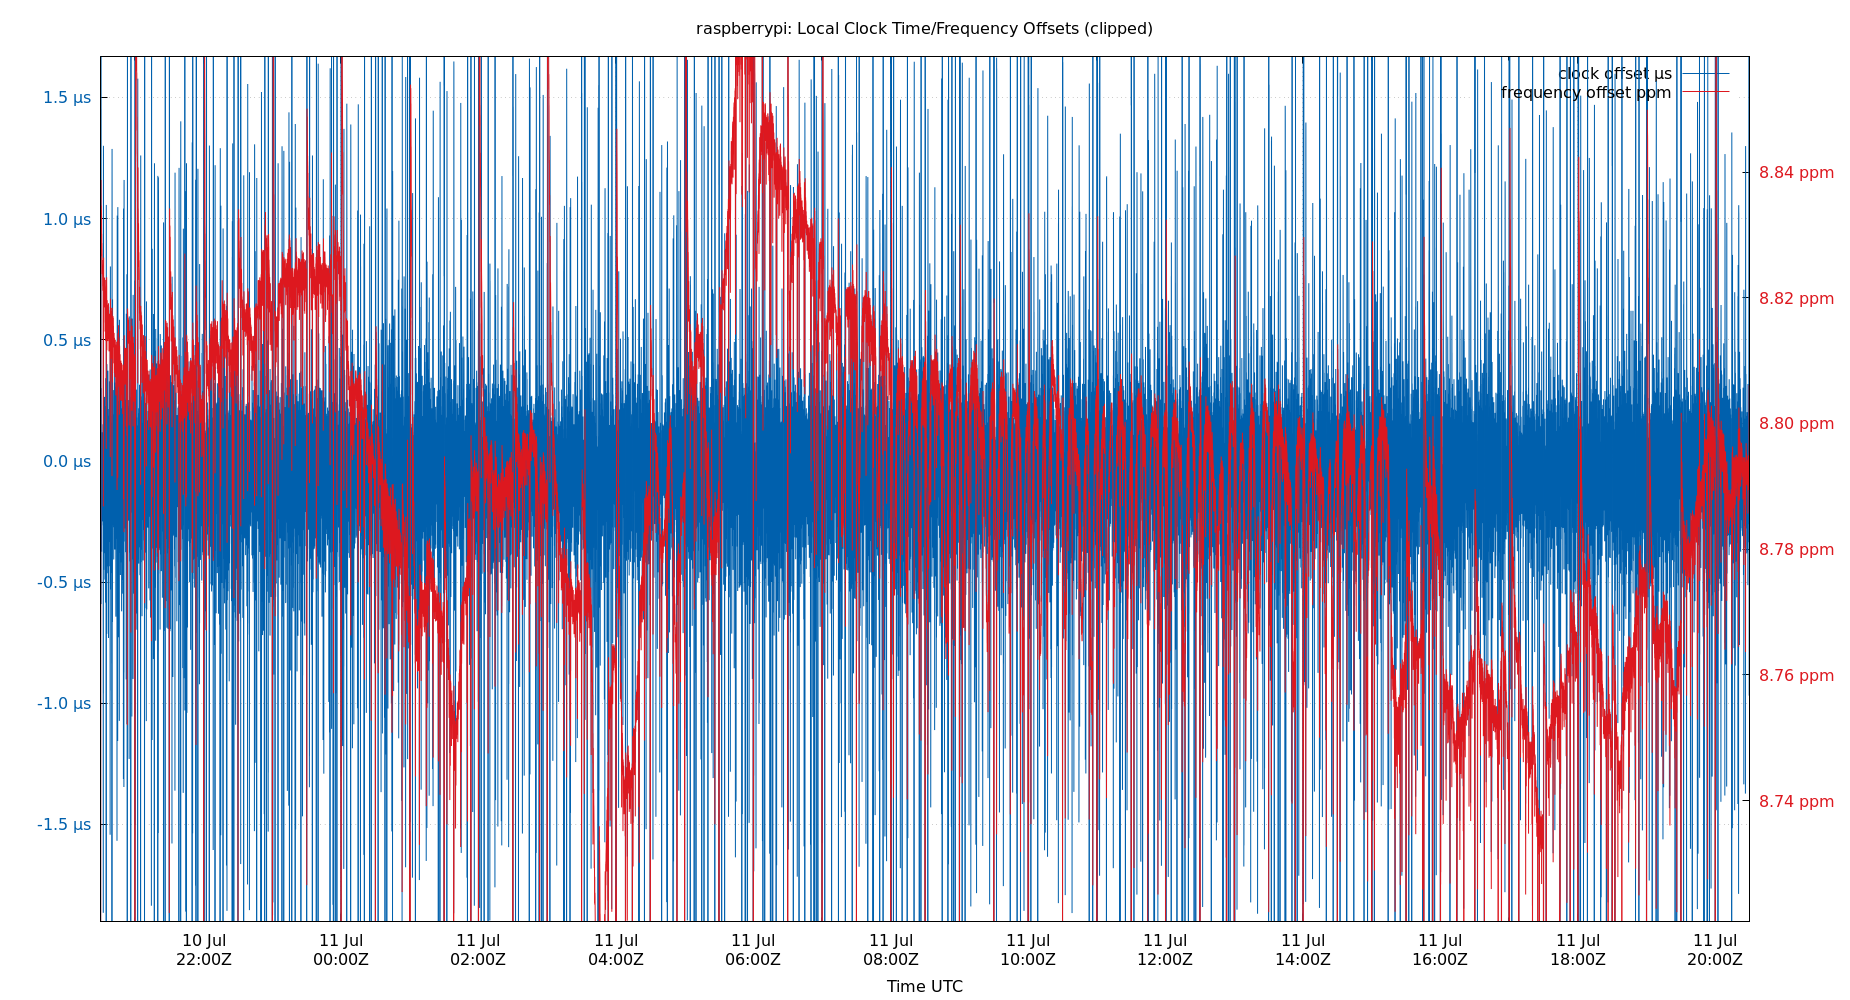 raspberrypi: Local Clock Time/Frequency Offsets (clipped)
clock offset µs
frequency offset ppm
1.5 µs
1.0 µs
0.5 µs
0.0 µs
-0.5 µs
-1.0 µs
-1.5 µs
8.84 ppm
8.82 ppm
8.80 ppm
8.78 ppm
8.76 ppm
8.74 ppm
10 Jul 11 Jul 11 Jul 11 Jul 11 Jul 11 Jul 11 Jul 11 Jul 11 Jul 11 Jul 11 Jul 11 Jul
22:00Z 00:00Z 02:00Z 04:00Z 06:00Z 08:00Z 10:00Z 12:00Z 14:00Z 16:00Z 18:00Z 20:00Z
Time UTC